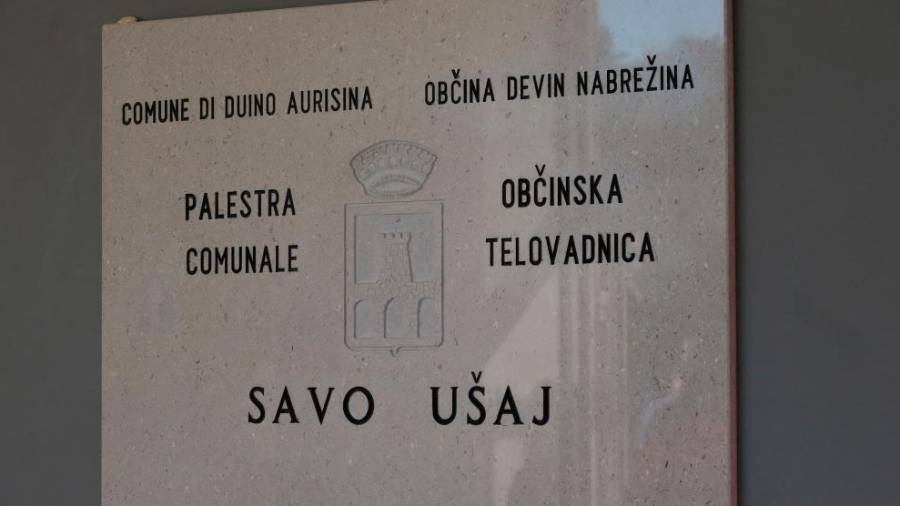 COMUNE DI DUINO AURISINA
OBČINA DEVIN NABREŽINA
PALESTRA
COMUNALE
OBČINSKA
TELOVADNICA
SAVO UŠAJ